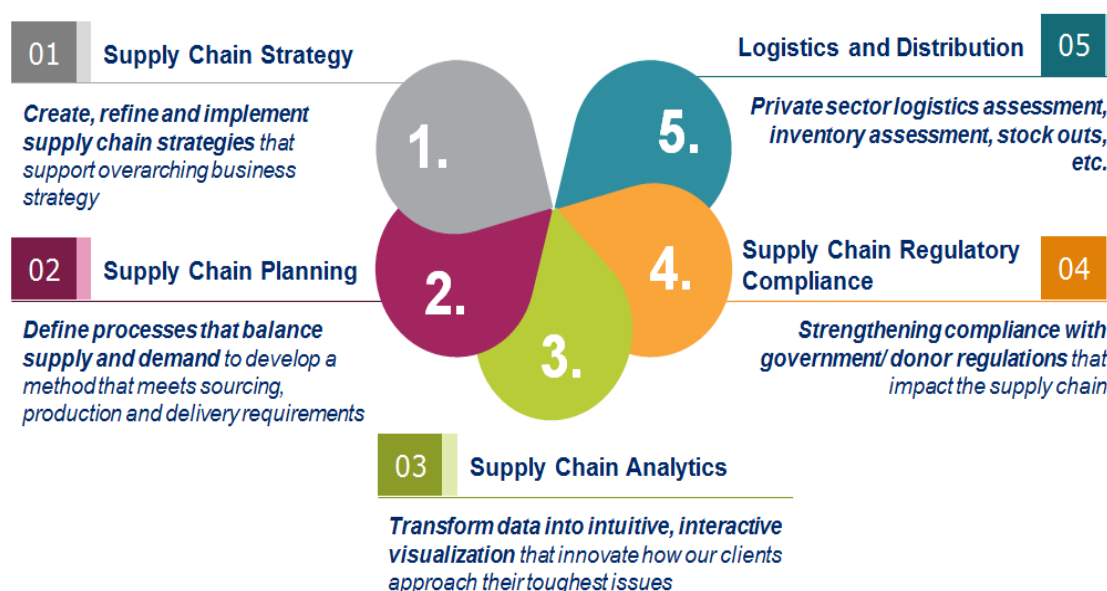 01 Supply Chain Strategy
Create, refine and implement
supply chain strategies that
support overarching business
strategy
02 Supply Chain Planning
Define processes that balance
supply and demand to develop a
method that meets sourcing,
production and delivery requirements
03 Supply Chain Analytics
Transform data into intuitive, interactive
visualization that innovate how our clients
approach their toughest issues
Supply Chain Regulatory
Compliance
04
Strengthening compliance with
government/ donor regulations that
impact the supply chain
Logistics and Distribution 05
Private sector logistics assessment,
inventory assessment, stock outs,
etc.
1.
2.
3.
4.
5.